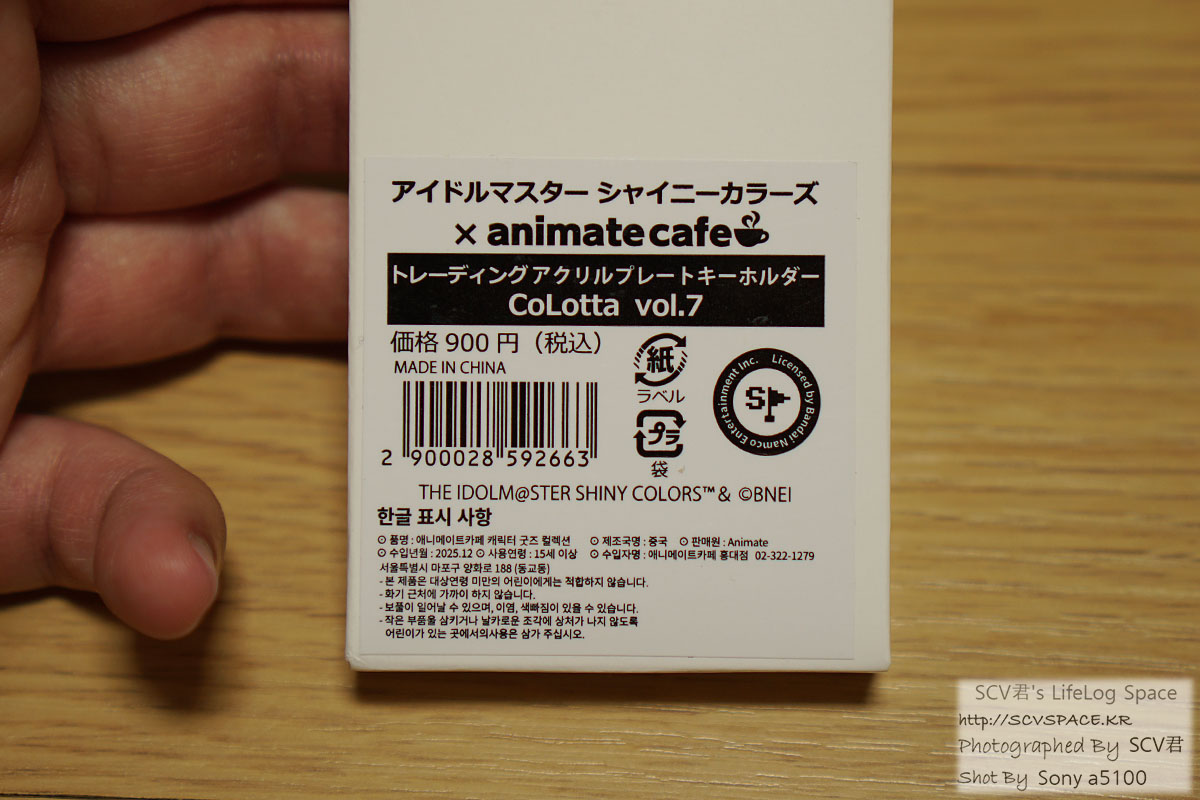 アイドルマスター シャイニーカラーズ
× animate cafe
トレーディングアクリルプレートキーホルダー
CoLotta vol.7
価格 900 円（税込）
MADE IN CHINA
2 900028 592663
紙
ラベル
プラ
袋
Licensed by Bandai Namco Entertainment Inc.
S
THE IDOLM@STER SHINY COLORS™& ©BNEI
한글 표시 사항
⊙ 품명 : 애니메이트카페 캐릭터 굿즈 컬렉션 ⊙ 제조국명 : 중국 ⊙ 판매원 : Animate
⊙ 수입년월 : 2025.12 ⊙ 사용연령 : 15세 이상 ⊙ 수입자명 : 애니메이트카페 홍대점 02-322-1279
서울특별시 마포구 양화로 188 (동교동)
- 본 제품은 대상연령 미만의 어린이에게는 적합하지 않습니다.
- 화기 근처에 가까이 하지 않습니다.
- 보풀이 일어날 수 있으며, 이염, 색빠짐이 있을 수 있습니다.
- 작은 부품을 삼키거나 날카로운 조각에 상처가 나지 않도록
어린이가 있는 곳에서의사용은 삼가 주십시오.
SCV君's LifeLog Space
http://SCVSPACE.KR
Photographed By SCV君
Shot By Sony a5100